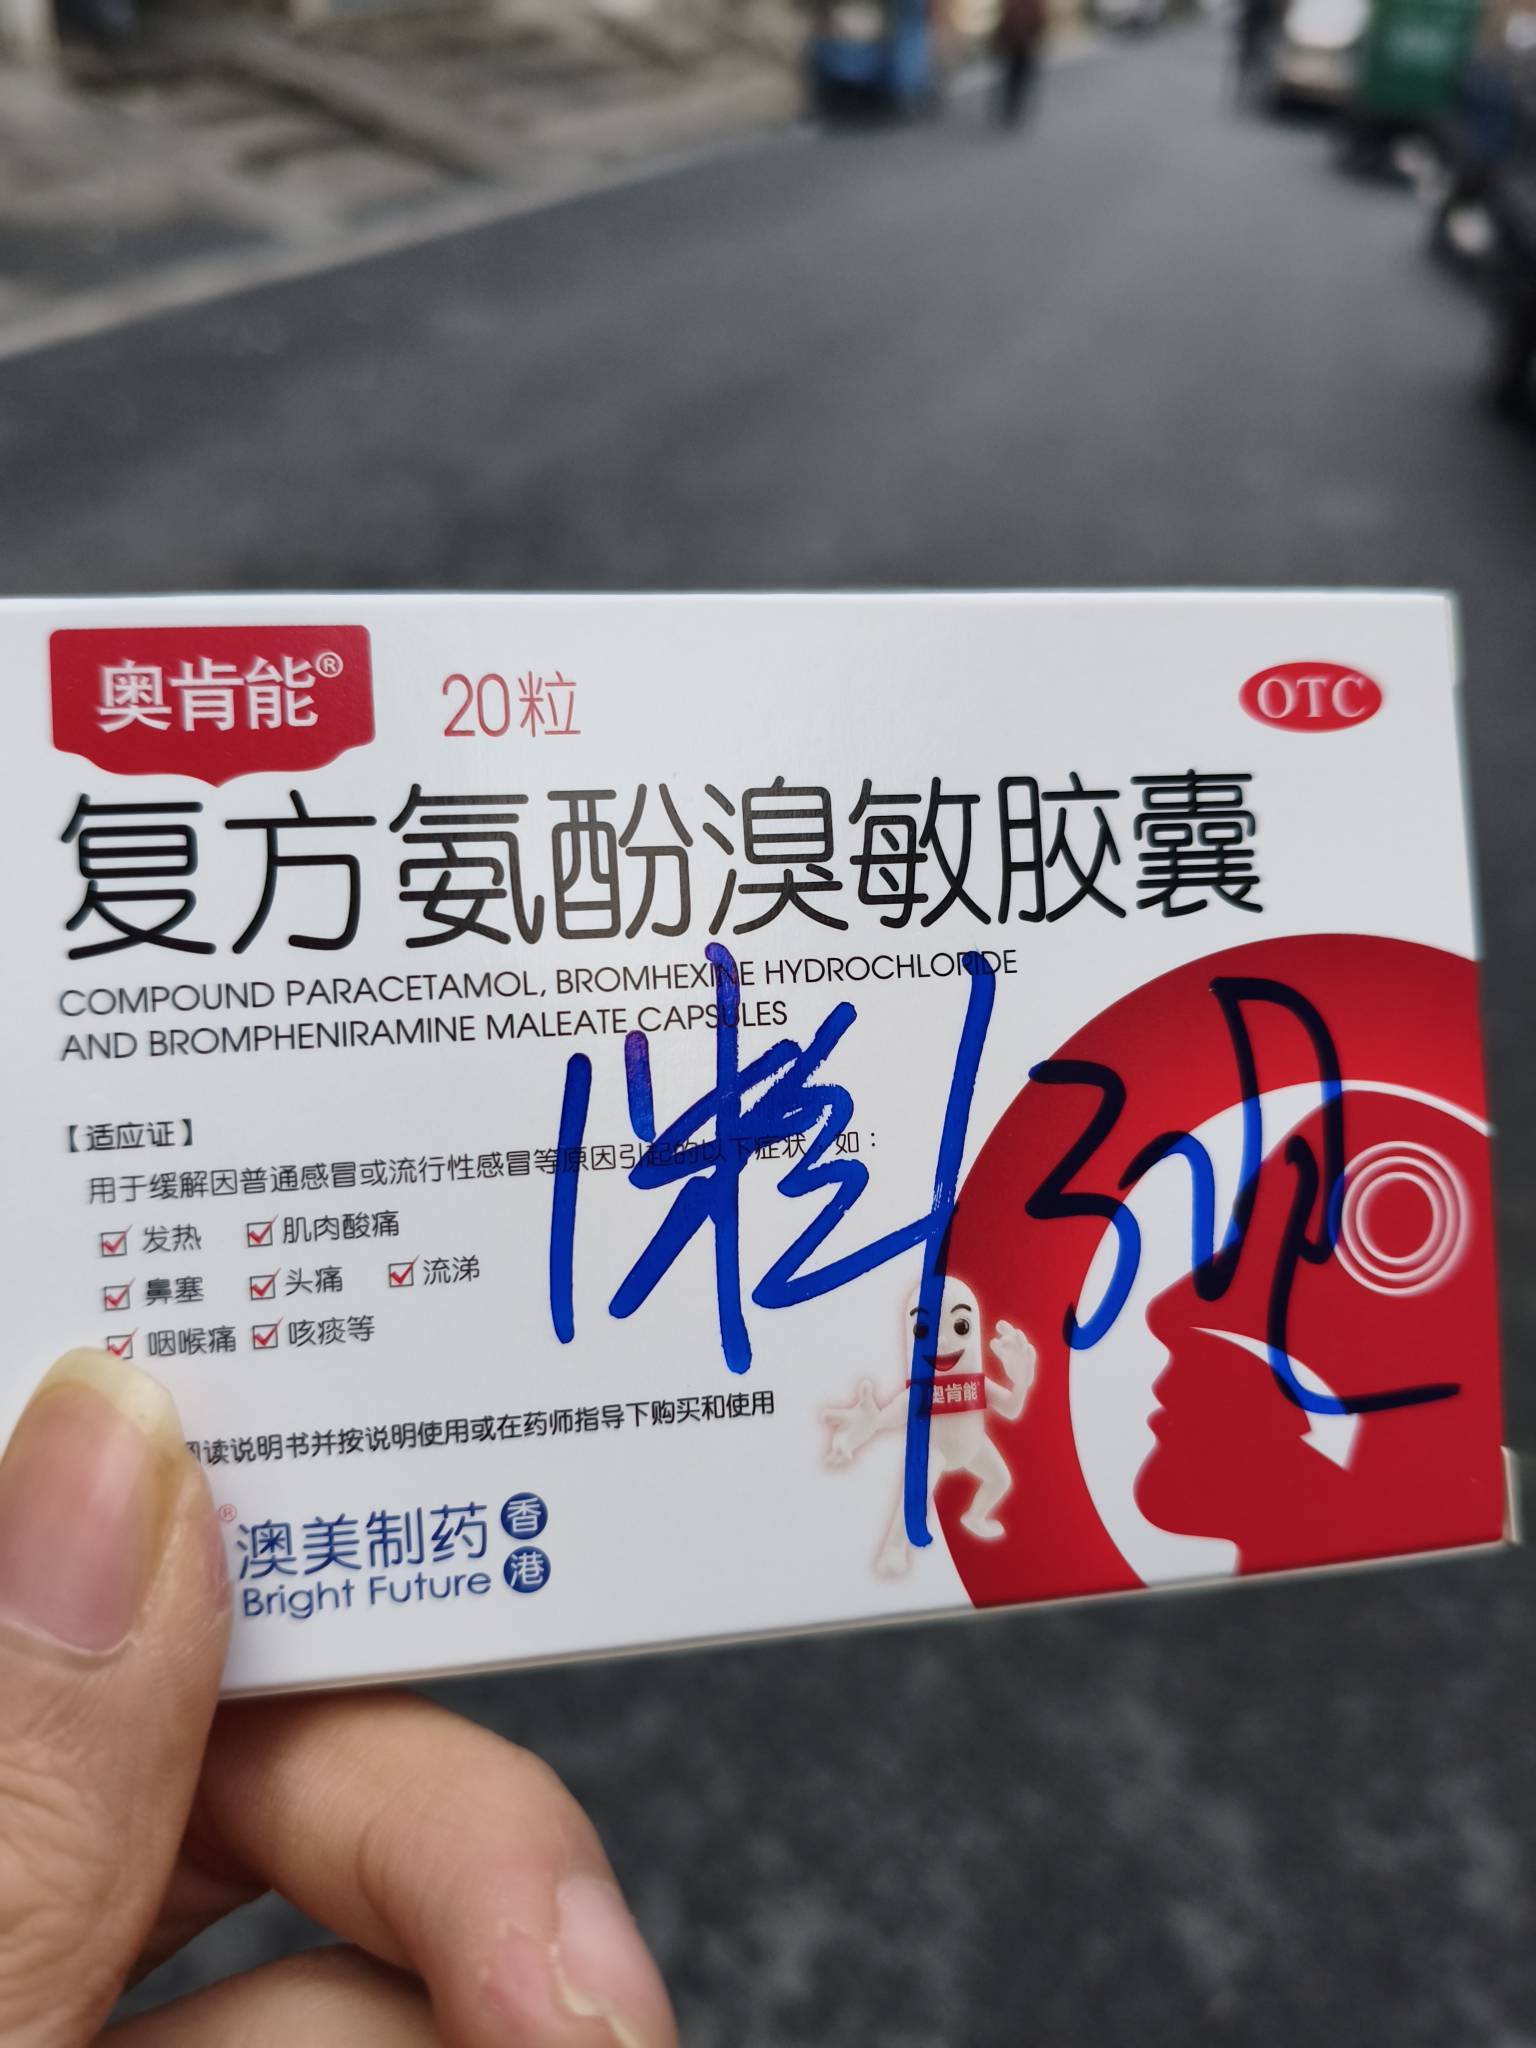 奥肯能®
20粒
OTC
复方氨酚溴敏胶囊
COMPOUND PARACETAMOL, BROMHEXINE HYDROCHLORIDE
AND BROMPHENIRAMINE MALEATE CAPSULES
1粒/3次
【适应证】
用于缓解因普通感冒或流行性感冒等原因引起的以下症状，如：
发热 肌肉酸痛
鼻塞 头痛 流涕
咽喉痛 咳痰等
奥肯能
阅读说明书并按说明使用或在药师指导下购买和使用
® 澳美制药 香港
Bright Future